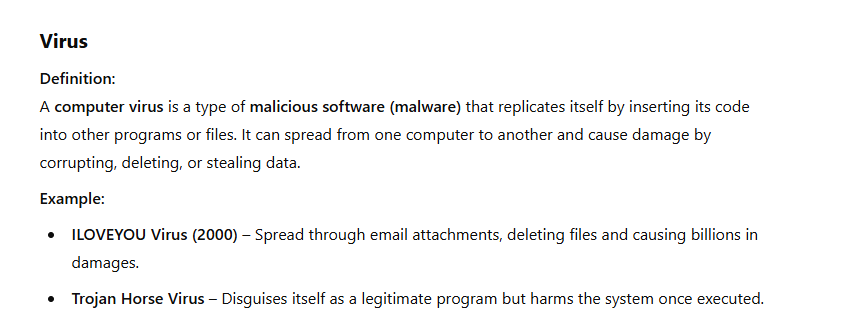 Virus
Definition:
A computer virus is a type of malicious software (malware) that replicates itself by inserting its code
into other programs or files. It can spread from one computer to another and cause damage by
corrupting, deleting, or stealing data.
Example:
• ILOVEYOU Virus (2000) – Spread through email attachments, deleting files and causing billions in
damages.
• Trojan Horse Virus – Disguises itself as a legitimate program but harms the system once executed.